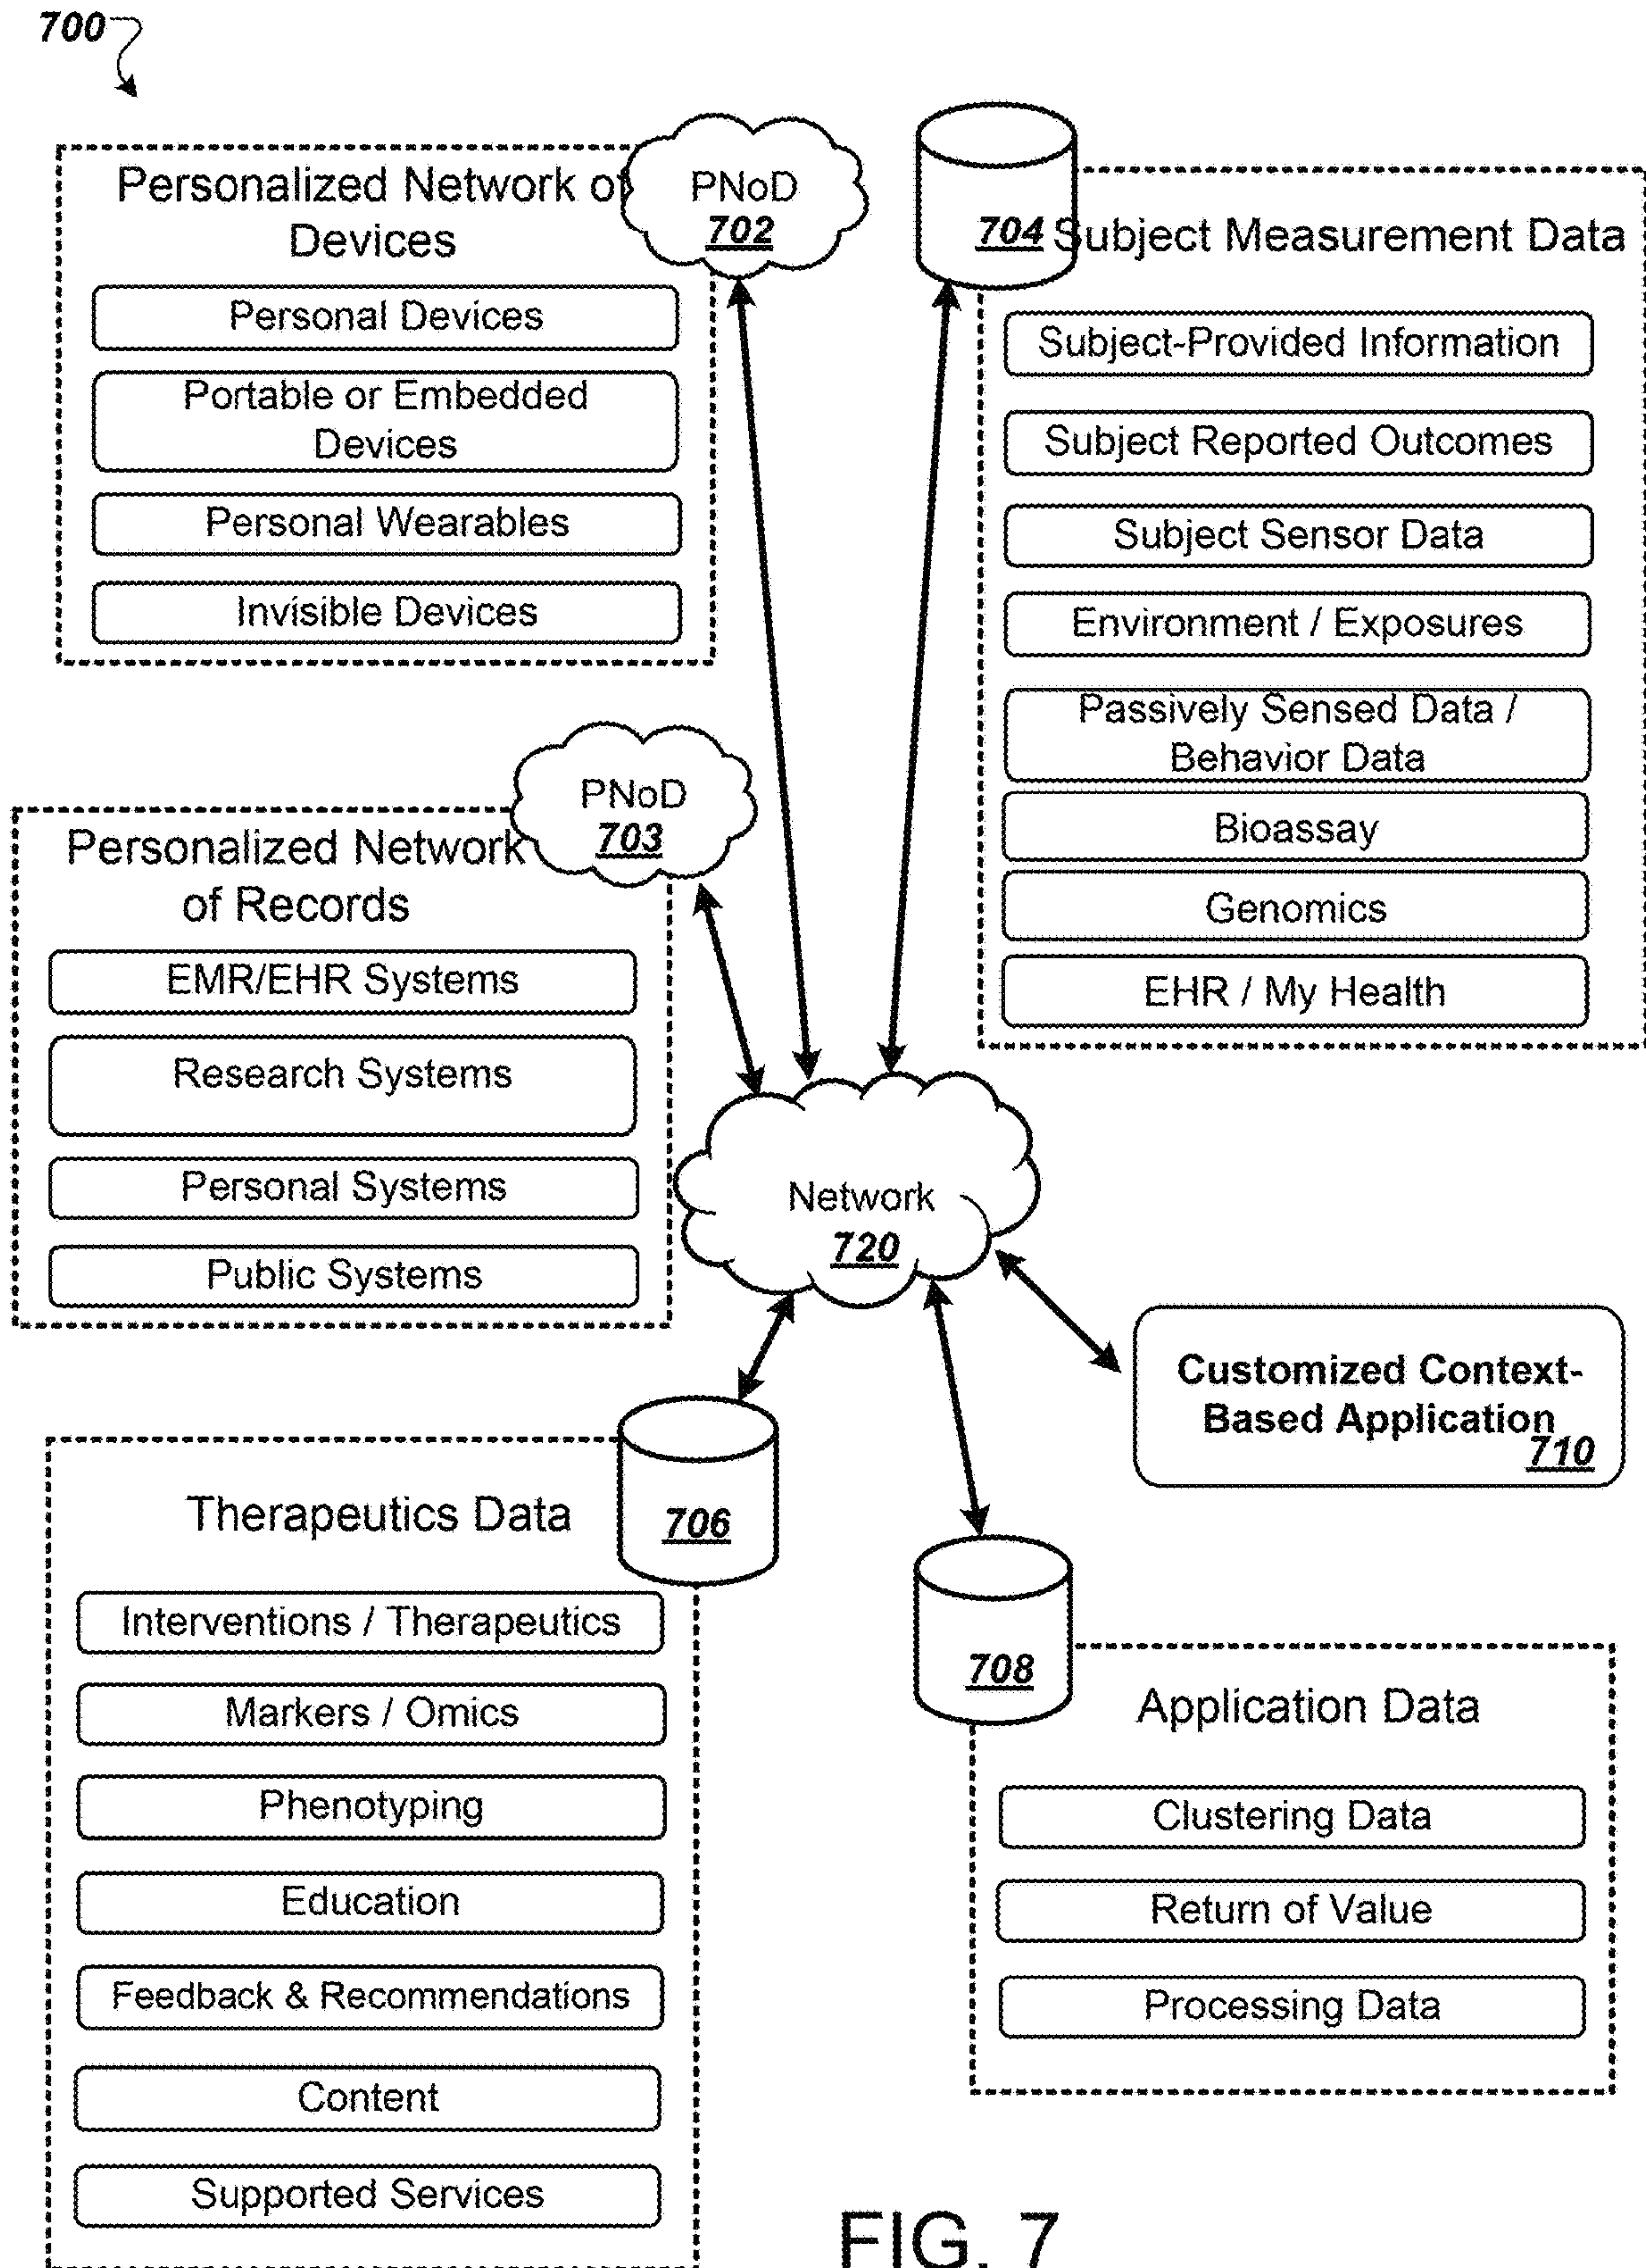 700
Personalized Network of
Devices
PNoD
702
Personal Devices
Portable or Embedded
Devices
Personal Wearables
Invisible Devices
704
Subject Measurement Data
Subject-Provided Information
Subject Reported Outcomes
Subject Sensor Data
Environment / Exposures
Passively Sensed Data /
Behavior Data
Bioassay
Genomics
EHR / My Health
PNoD
703
Personalized Network
of Records
EMR/EHR Systems
Research Systems
Personal Systems
Public Systems
Network
720
Customized Context-
Based Application
710
706
Therapeutics Data
Interventions / Therapeutics
Markers / Omics
Phenotyping
Education
Feedback & Recommendations
Content
Supported Services
708
Application Data
Clustering Data
Return of Value
Processing Data
FIG. 7